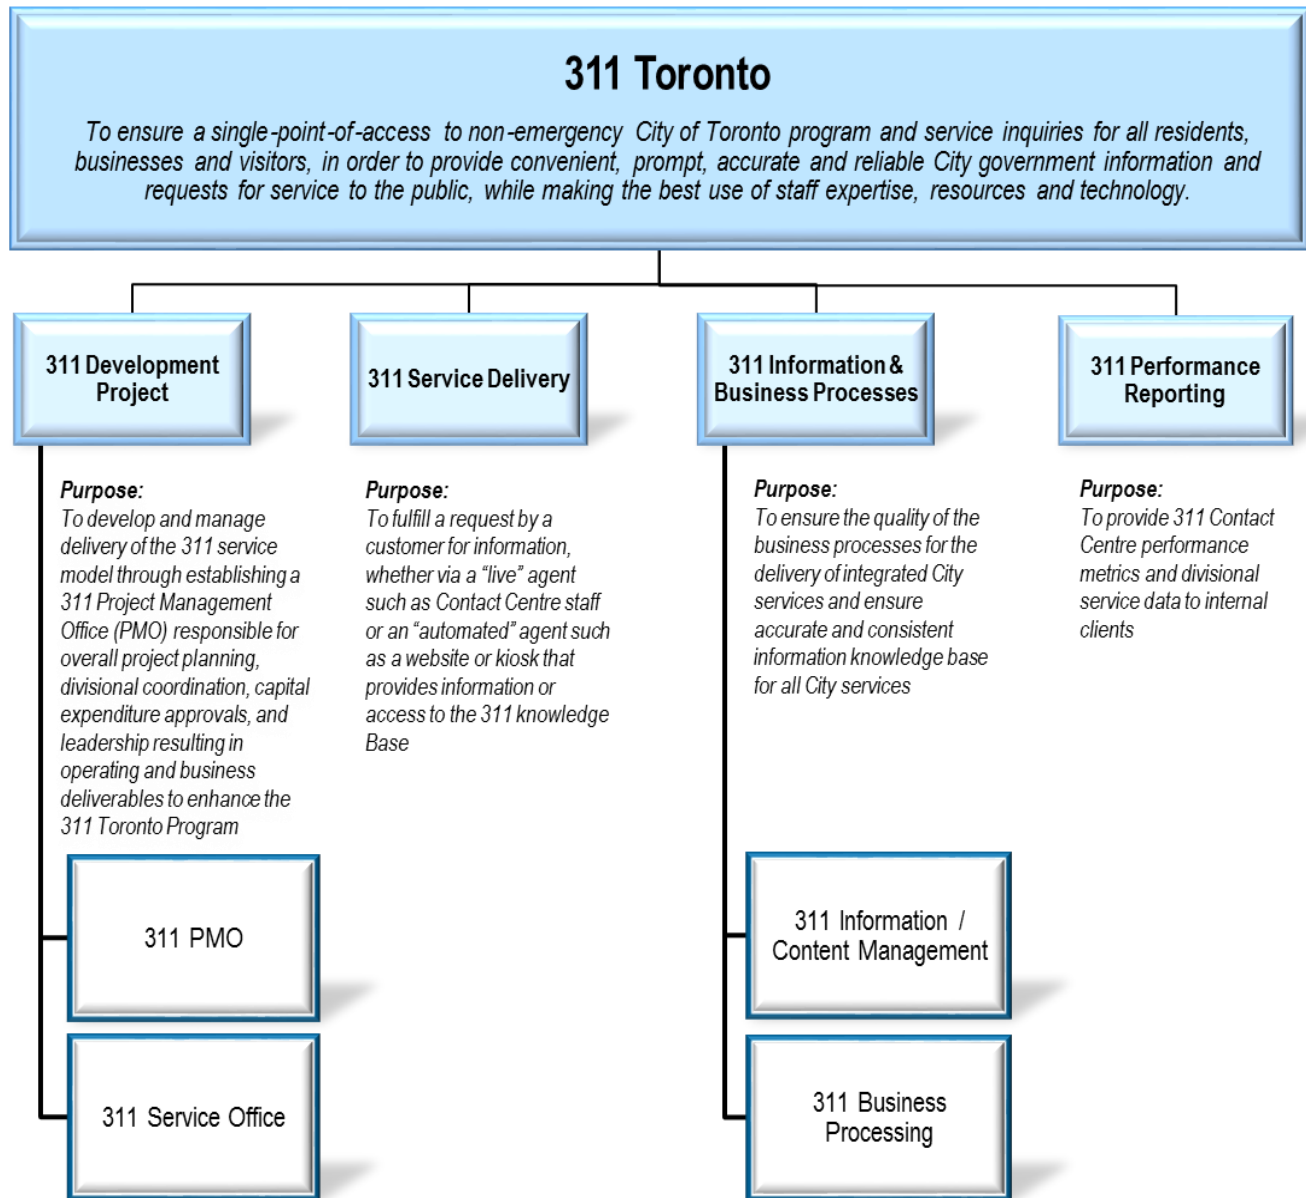 311 Toronto
To ensure a single-point-of-access to non-emergency City of Toronto program and service inquiries for all residents,
businesses and visitors, in order to provide convenient, prompt, accurate and reliable City government information and
requests for service to the public, while making the best use of staff expertise, resources and technology.
311 Development
Project
Purpose:
To develop and manage
delivery of the 311 service
model through establishing a
311 Project Management
Office (PMO) responsible for
overall project planning,
divisional coordination, capital
expenditure approvals, and
leadership resulting in
operating and business
deliverables to enhance the
311 Toronto Program
311 PMO
311 Service Office
311 Service Delivery
Purpose:
To fulfill a request by a
customer for information,
whether via a “live” agent
such as Contact Centre staff
or an “automated” agent such
as a website or kiosk that
provides information or
access to the 311 knowledge
Base
311 Information &
Business Processes
Purpose:
To ensure the quality of the
business processes for the
delivery of integrated City
services and ensure
accurate and consistent
information knowledge base
for all City services
311 Information /
Content Management
311 Business
Processing
311 Performance
Reporting
Purpose:
To provide 311 Contact
Centre performance
metrics and divisional
service data to internal
clients